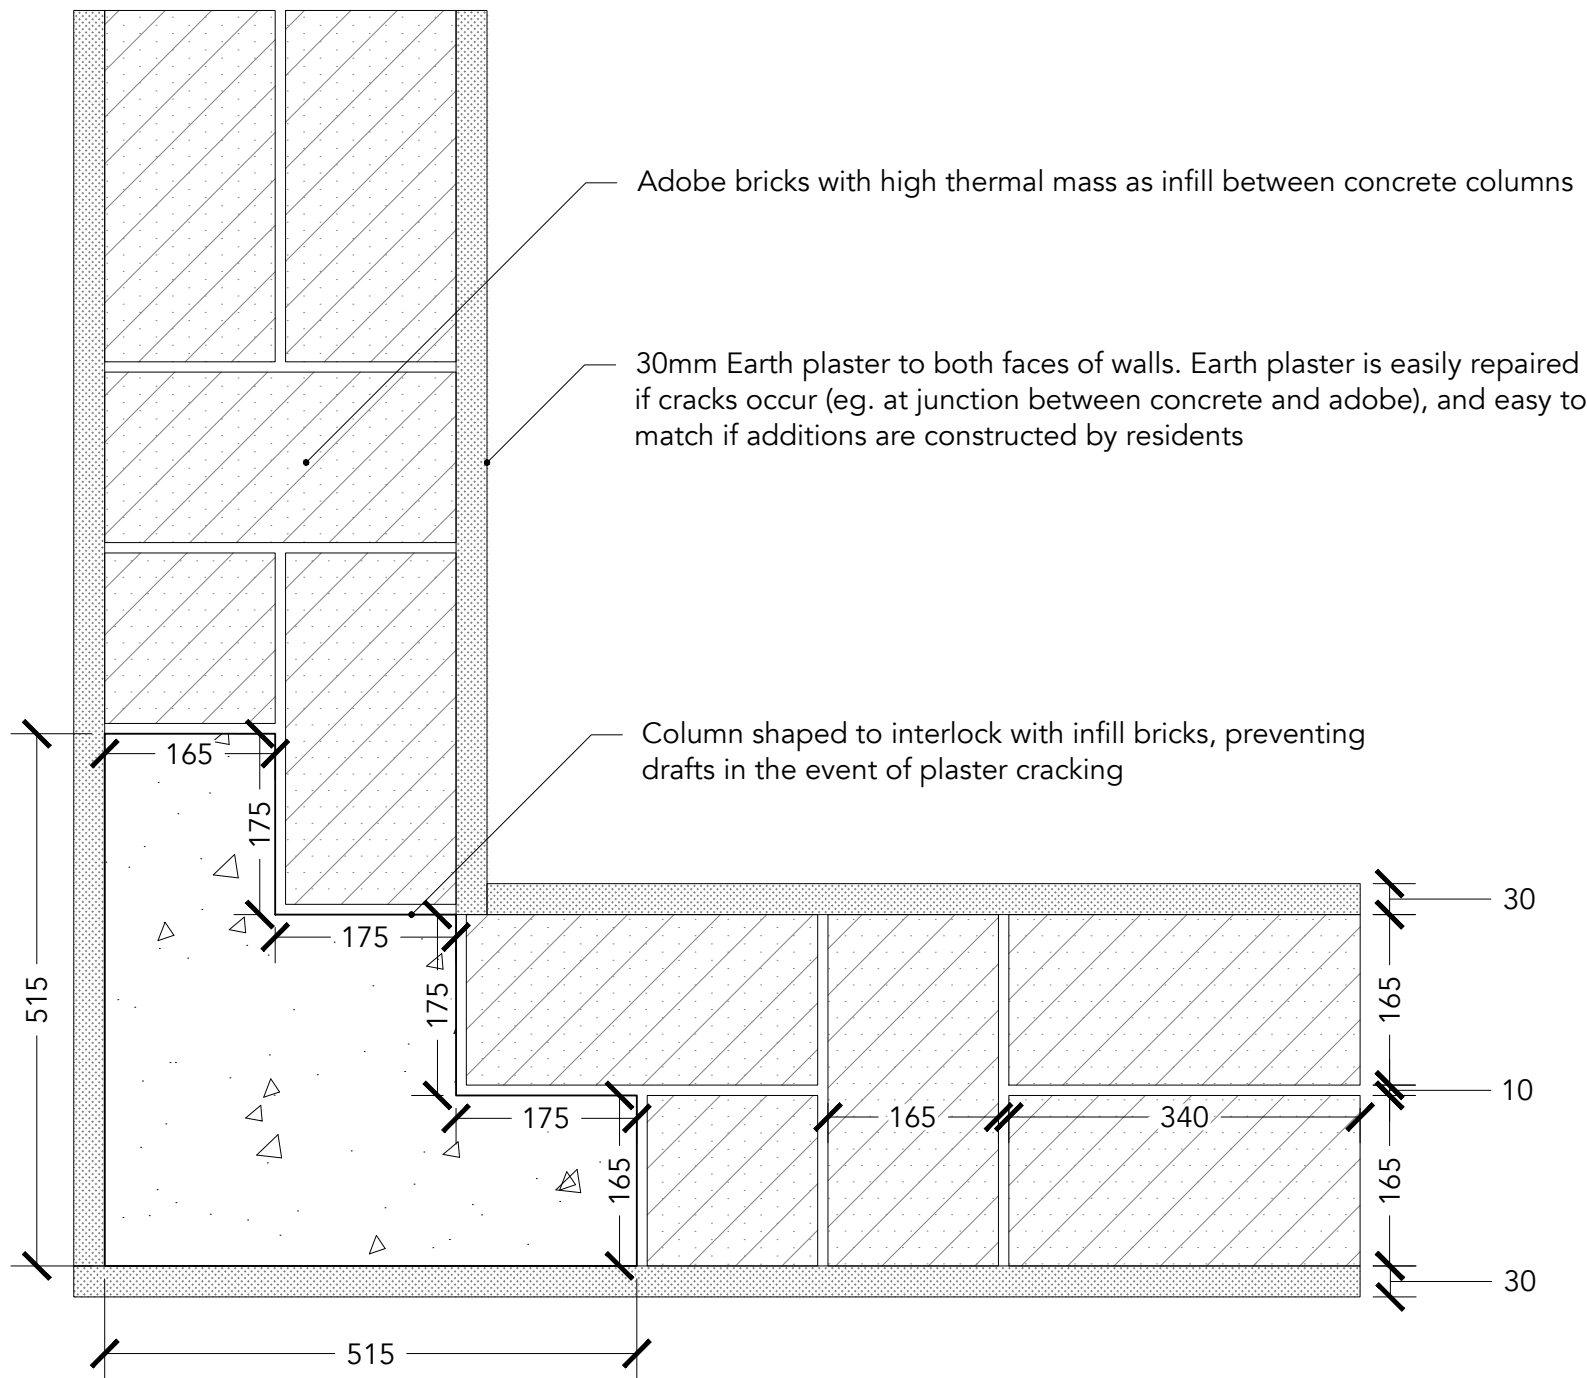 Adobe bricks with high thermal mass as infill between concrete columns
30mm Earth plaster to both faces of walls. Earth plaster is easily repaired
if cracks occur (eg. at junction between concrete and adobe), and easy to
match if additions are constructed by residents
Column shaped to interlock with infill bricks, preventing
drafts in the event of plaster cracking
165
175
30
175
515
175
165
10
175
165
340
165
165
30
515